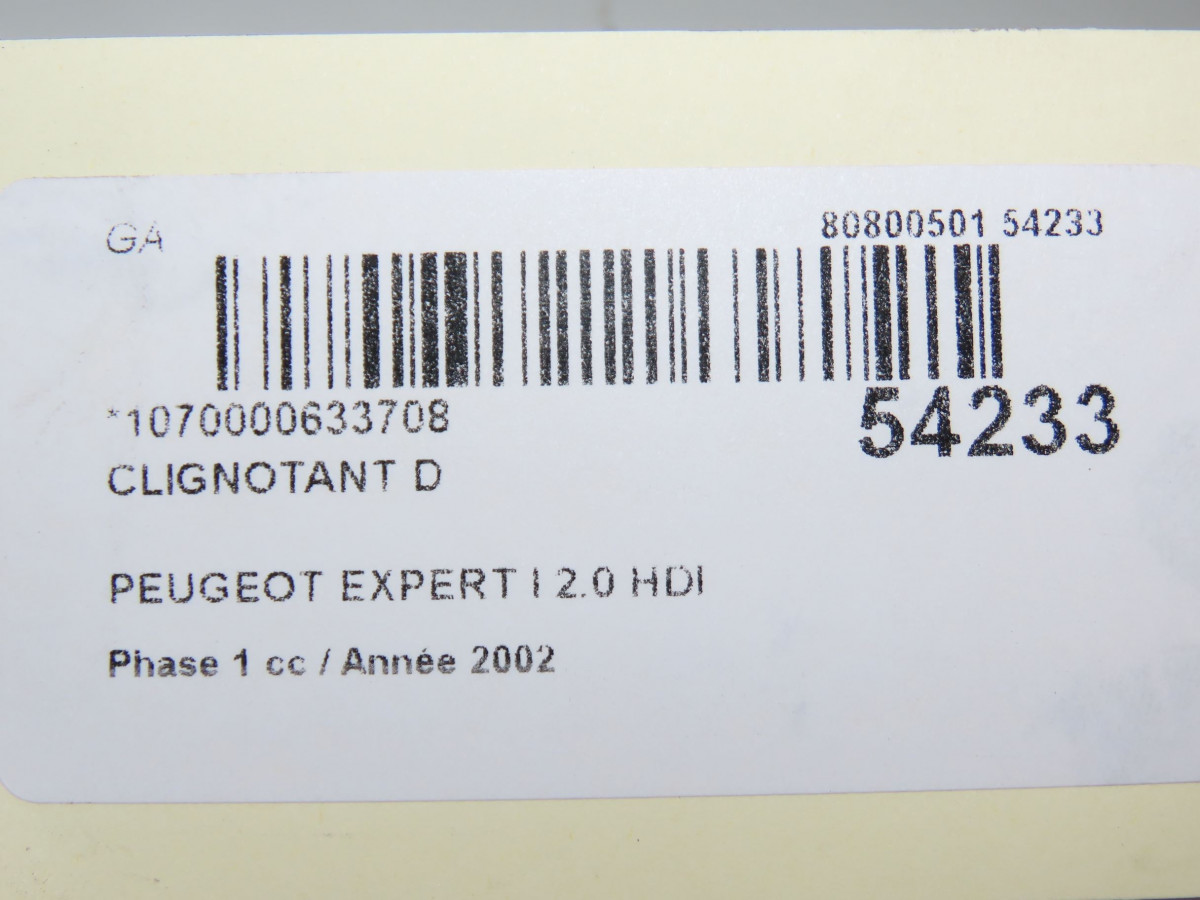 GA
80800501 54233
*1070000633708
54233
CLIGNOTANT D
PEUGEOT EXPERT I 2.0 HDI
Phase 1 cc / Année 2002